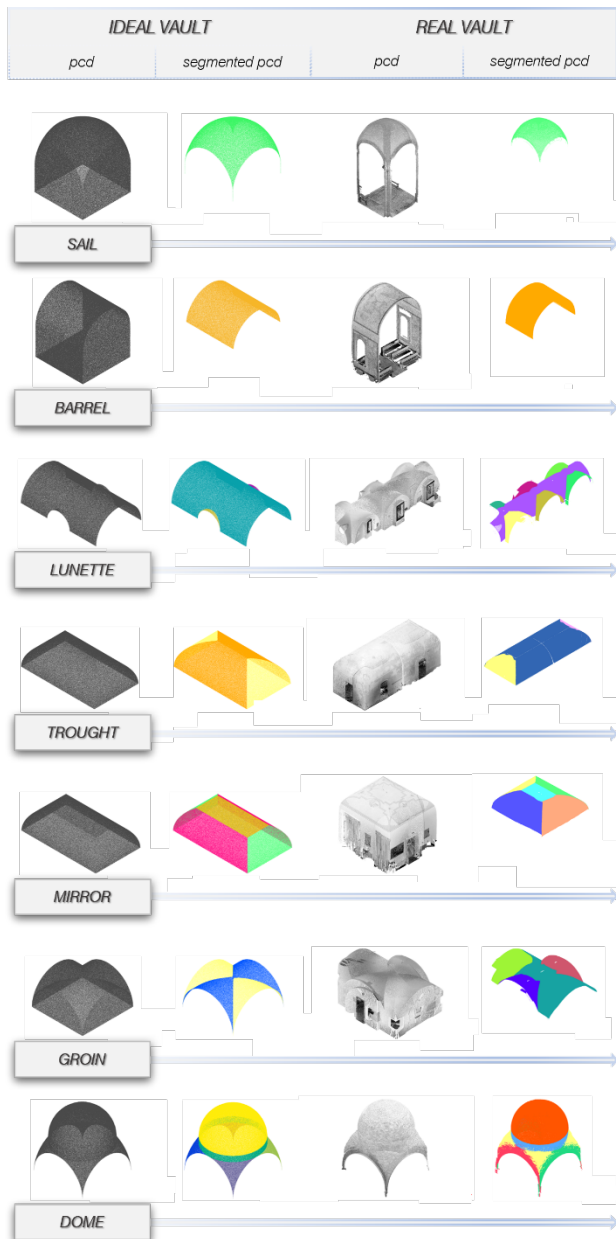 IDEAL VAULT REAL VAULT
pcd segmented pcd pcd segmented pcd
SAIL
BARREL
LUNETTE
TROUGHT
MIRROR
GROIN
DOME